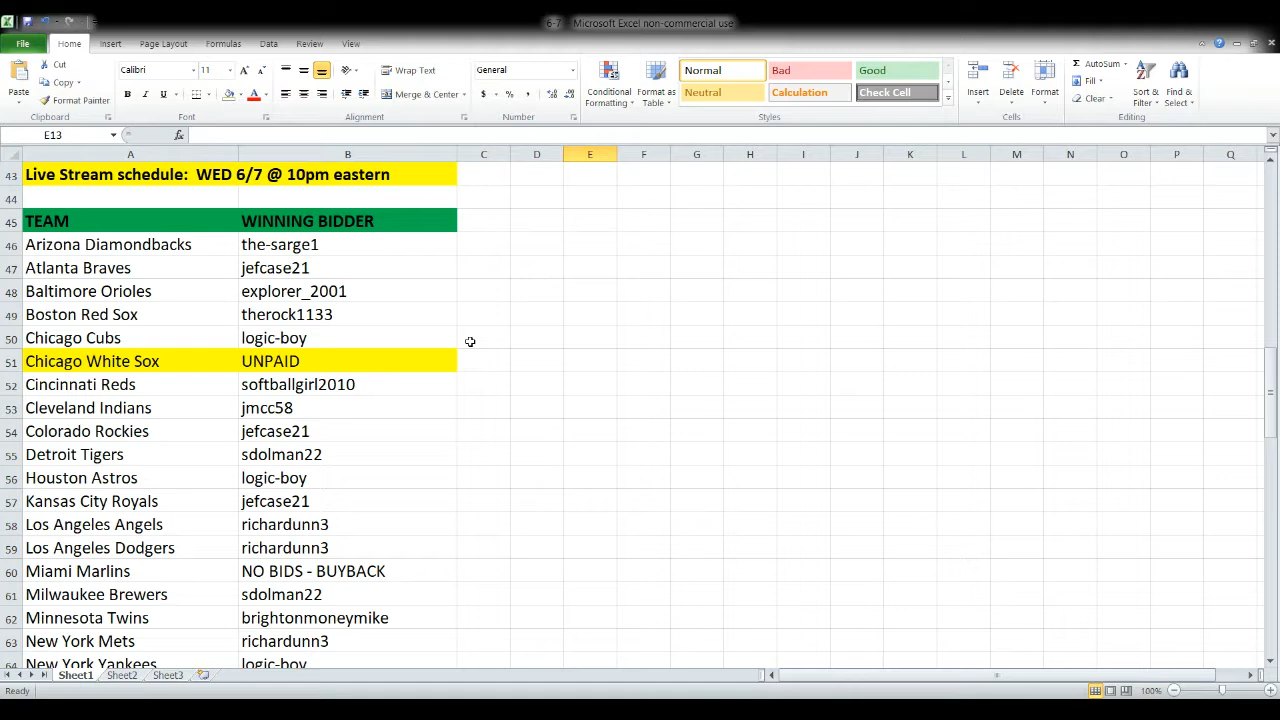 6-7 Microsoft Excel non-commercial use
File Home Insert Page Layout Formulas Data Review View
Cut
Copy
Format Painter
Paste
Clipboard
Calibri 11
B I U
Font
Wrap Text
Merge & Center
Alignment
General
$ % ,
Number
Conditional Formatting
Format as Table
Normal Bad Good
Neutral Calculation Check Cell
Styles
Insert Delete Format
Cells
AutoSum
Fill
Clear
Sort & Filter
Find & Select
Editing
E13 fx
A B C D E F G H I J K L M N O P Q
43 Live Stream schedule: WED 6/7 @ 10pm eastern
44
45 TEAM WINNING BIDDER
46 Arizona Diamondbacks the-sarge1
47 Atlanta Braves jefcase21
48 Baltimore Orioles explorer_2001
49 Boston Red Sox therock1133
50 Chicago Cubs logic-boy
51 Chicago White Sox UNPAID
52 Cincinnati Reds softballgirl2010
53 Cleveland Indians jmcc58
54 Colorado Rockies jefcase21
55 Detroit Tigers sdolman22
56 Houston Astros logic-boy
57 Kansas City Royals jefcase21
58 Los Angeles Angels richardunn3
59 Los Angeles Dodgers richardunn3
60 Miami Marlins NO BIDS - BUYBACK
61 Milwaukee Brewers sdolman22
62 Minnesota Twins brightonmoneymike
63 New York Mets richardunn3
64 New York Yankees logic-boy
Sheet1 Sheet2 Sheet3
Ready 100%